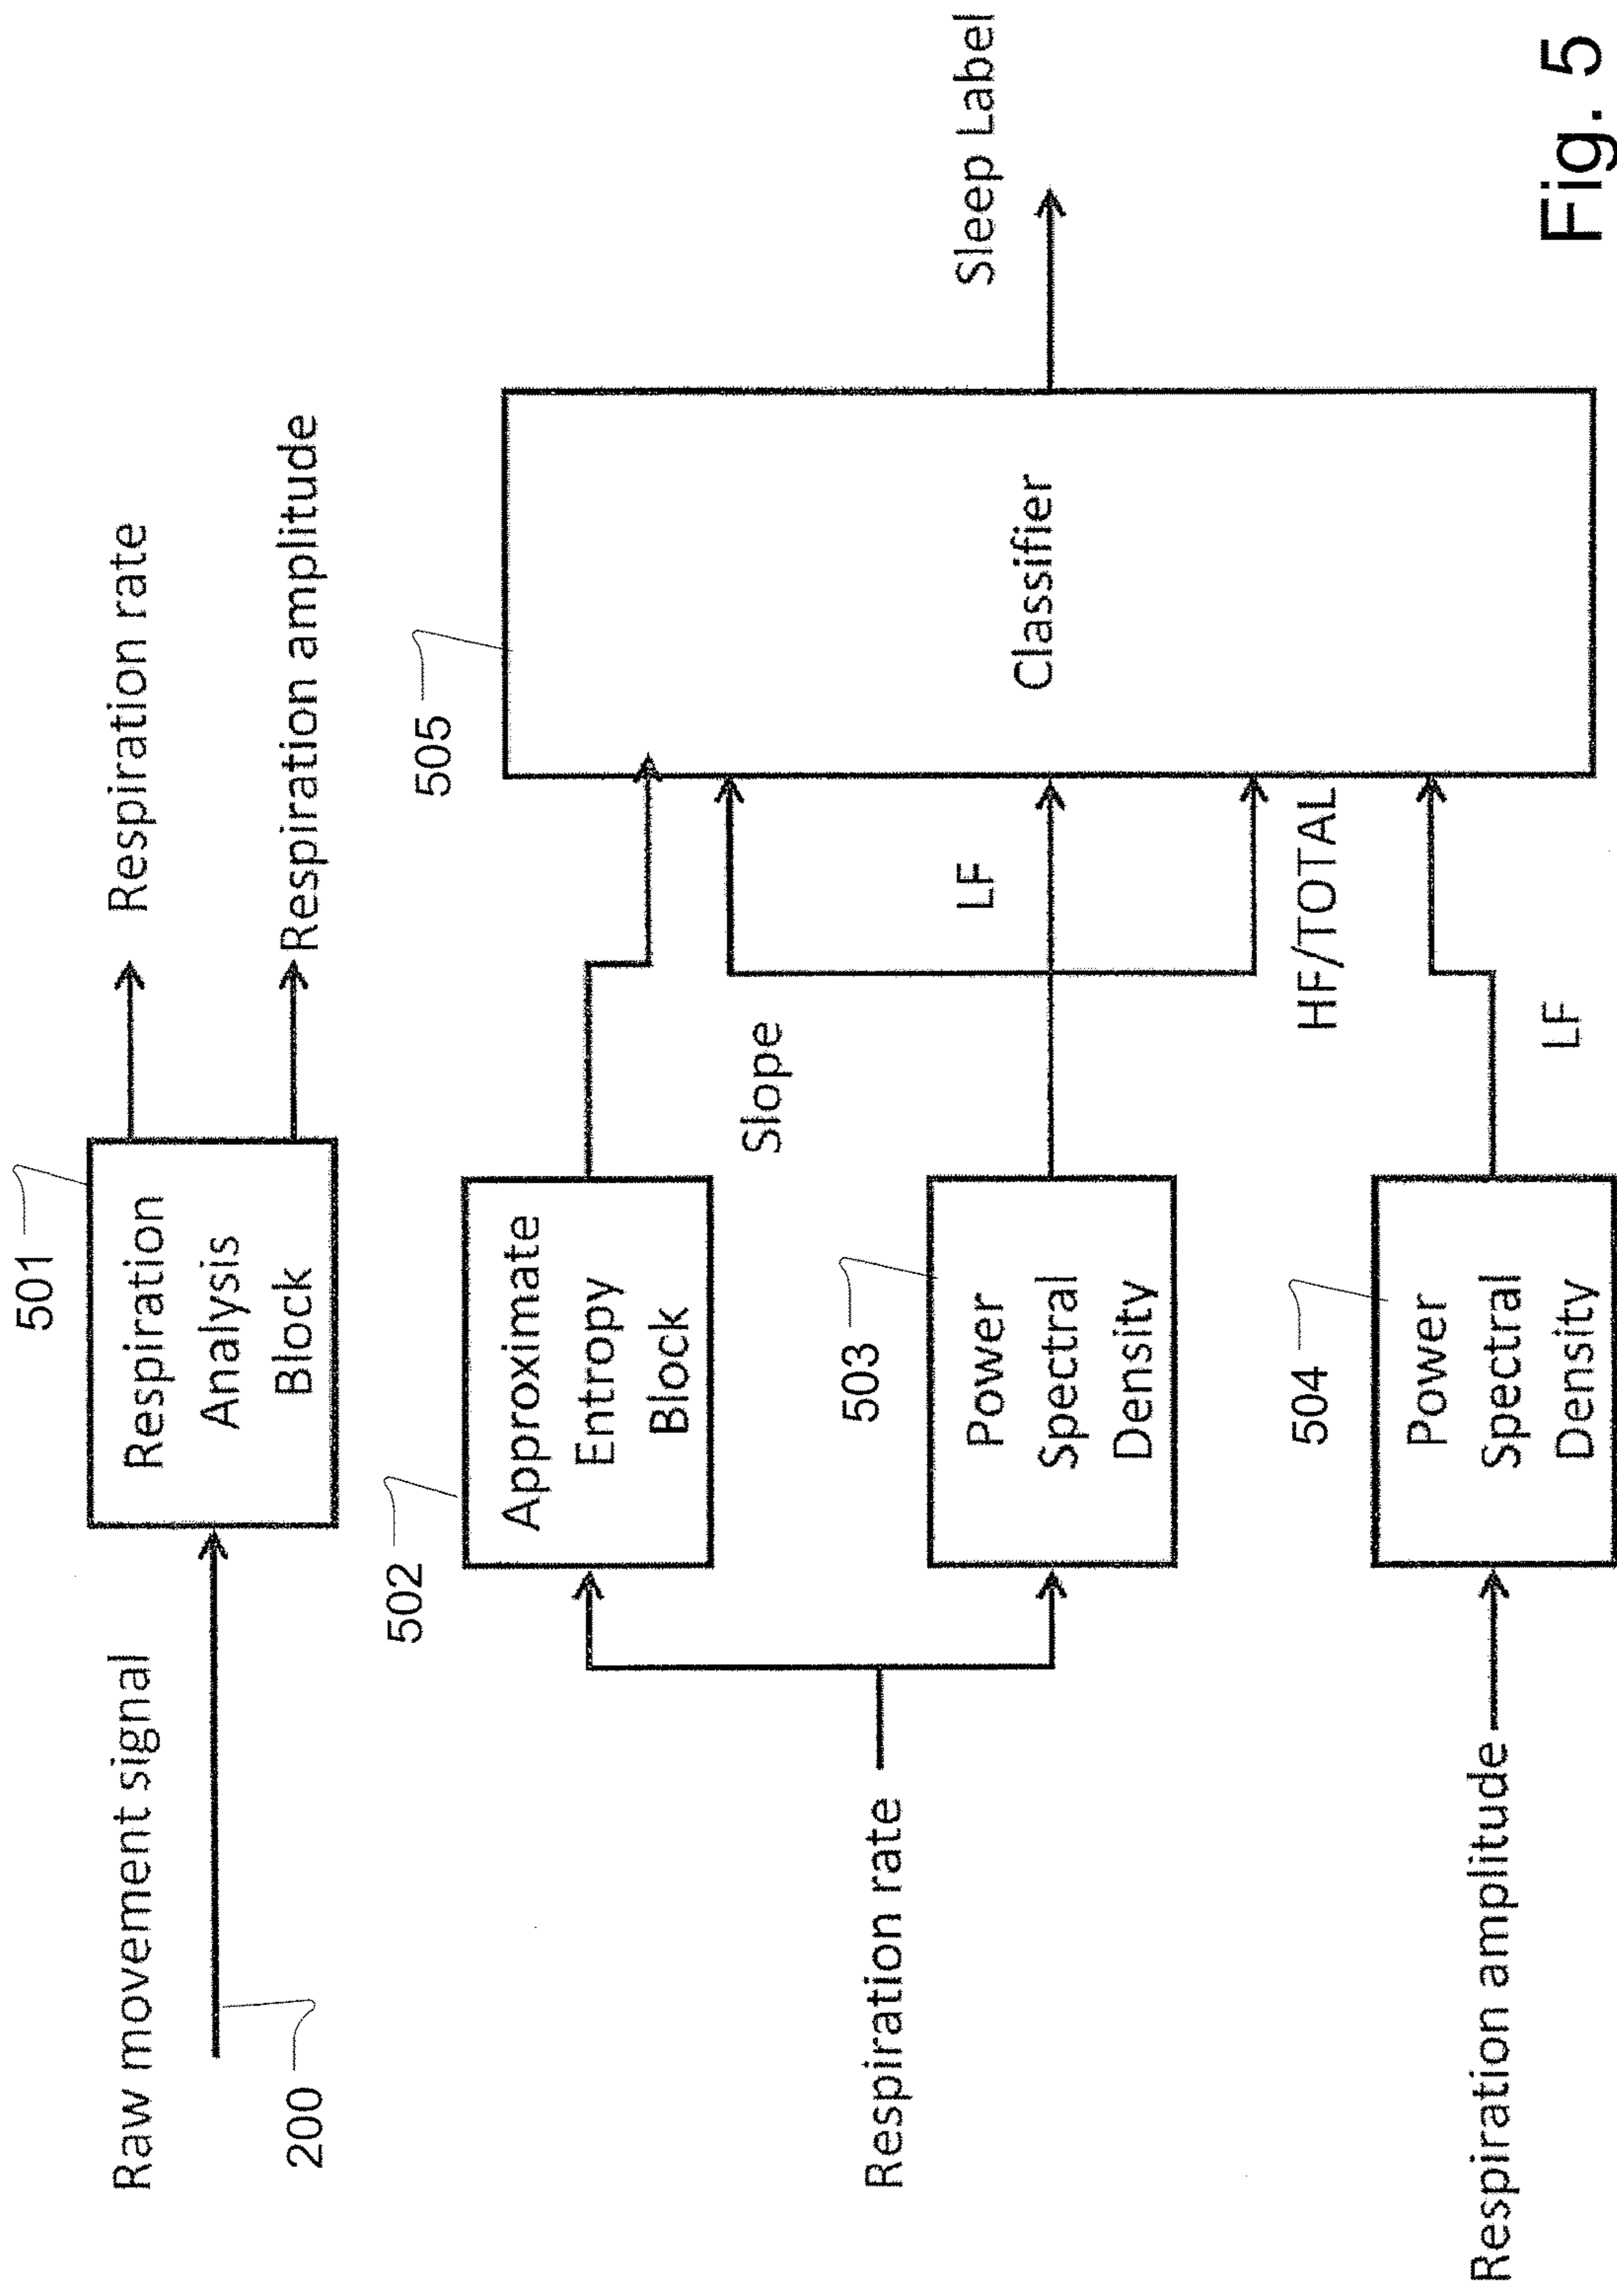 501
Raw movement signal
200
Respiration
Analysis
Block
Respiration rate
Respiration amplitude
502
Approximate
Entropy
Block
Respiration rate
503
Power
Spectral
Density
Slope
LF
HF/TOTAL
505
Classifier
Sleep Label
Respiration amplitude
504
Power
Spectral
Density
LF
Fig. 5